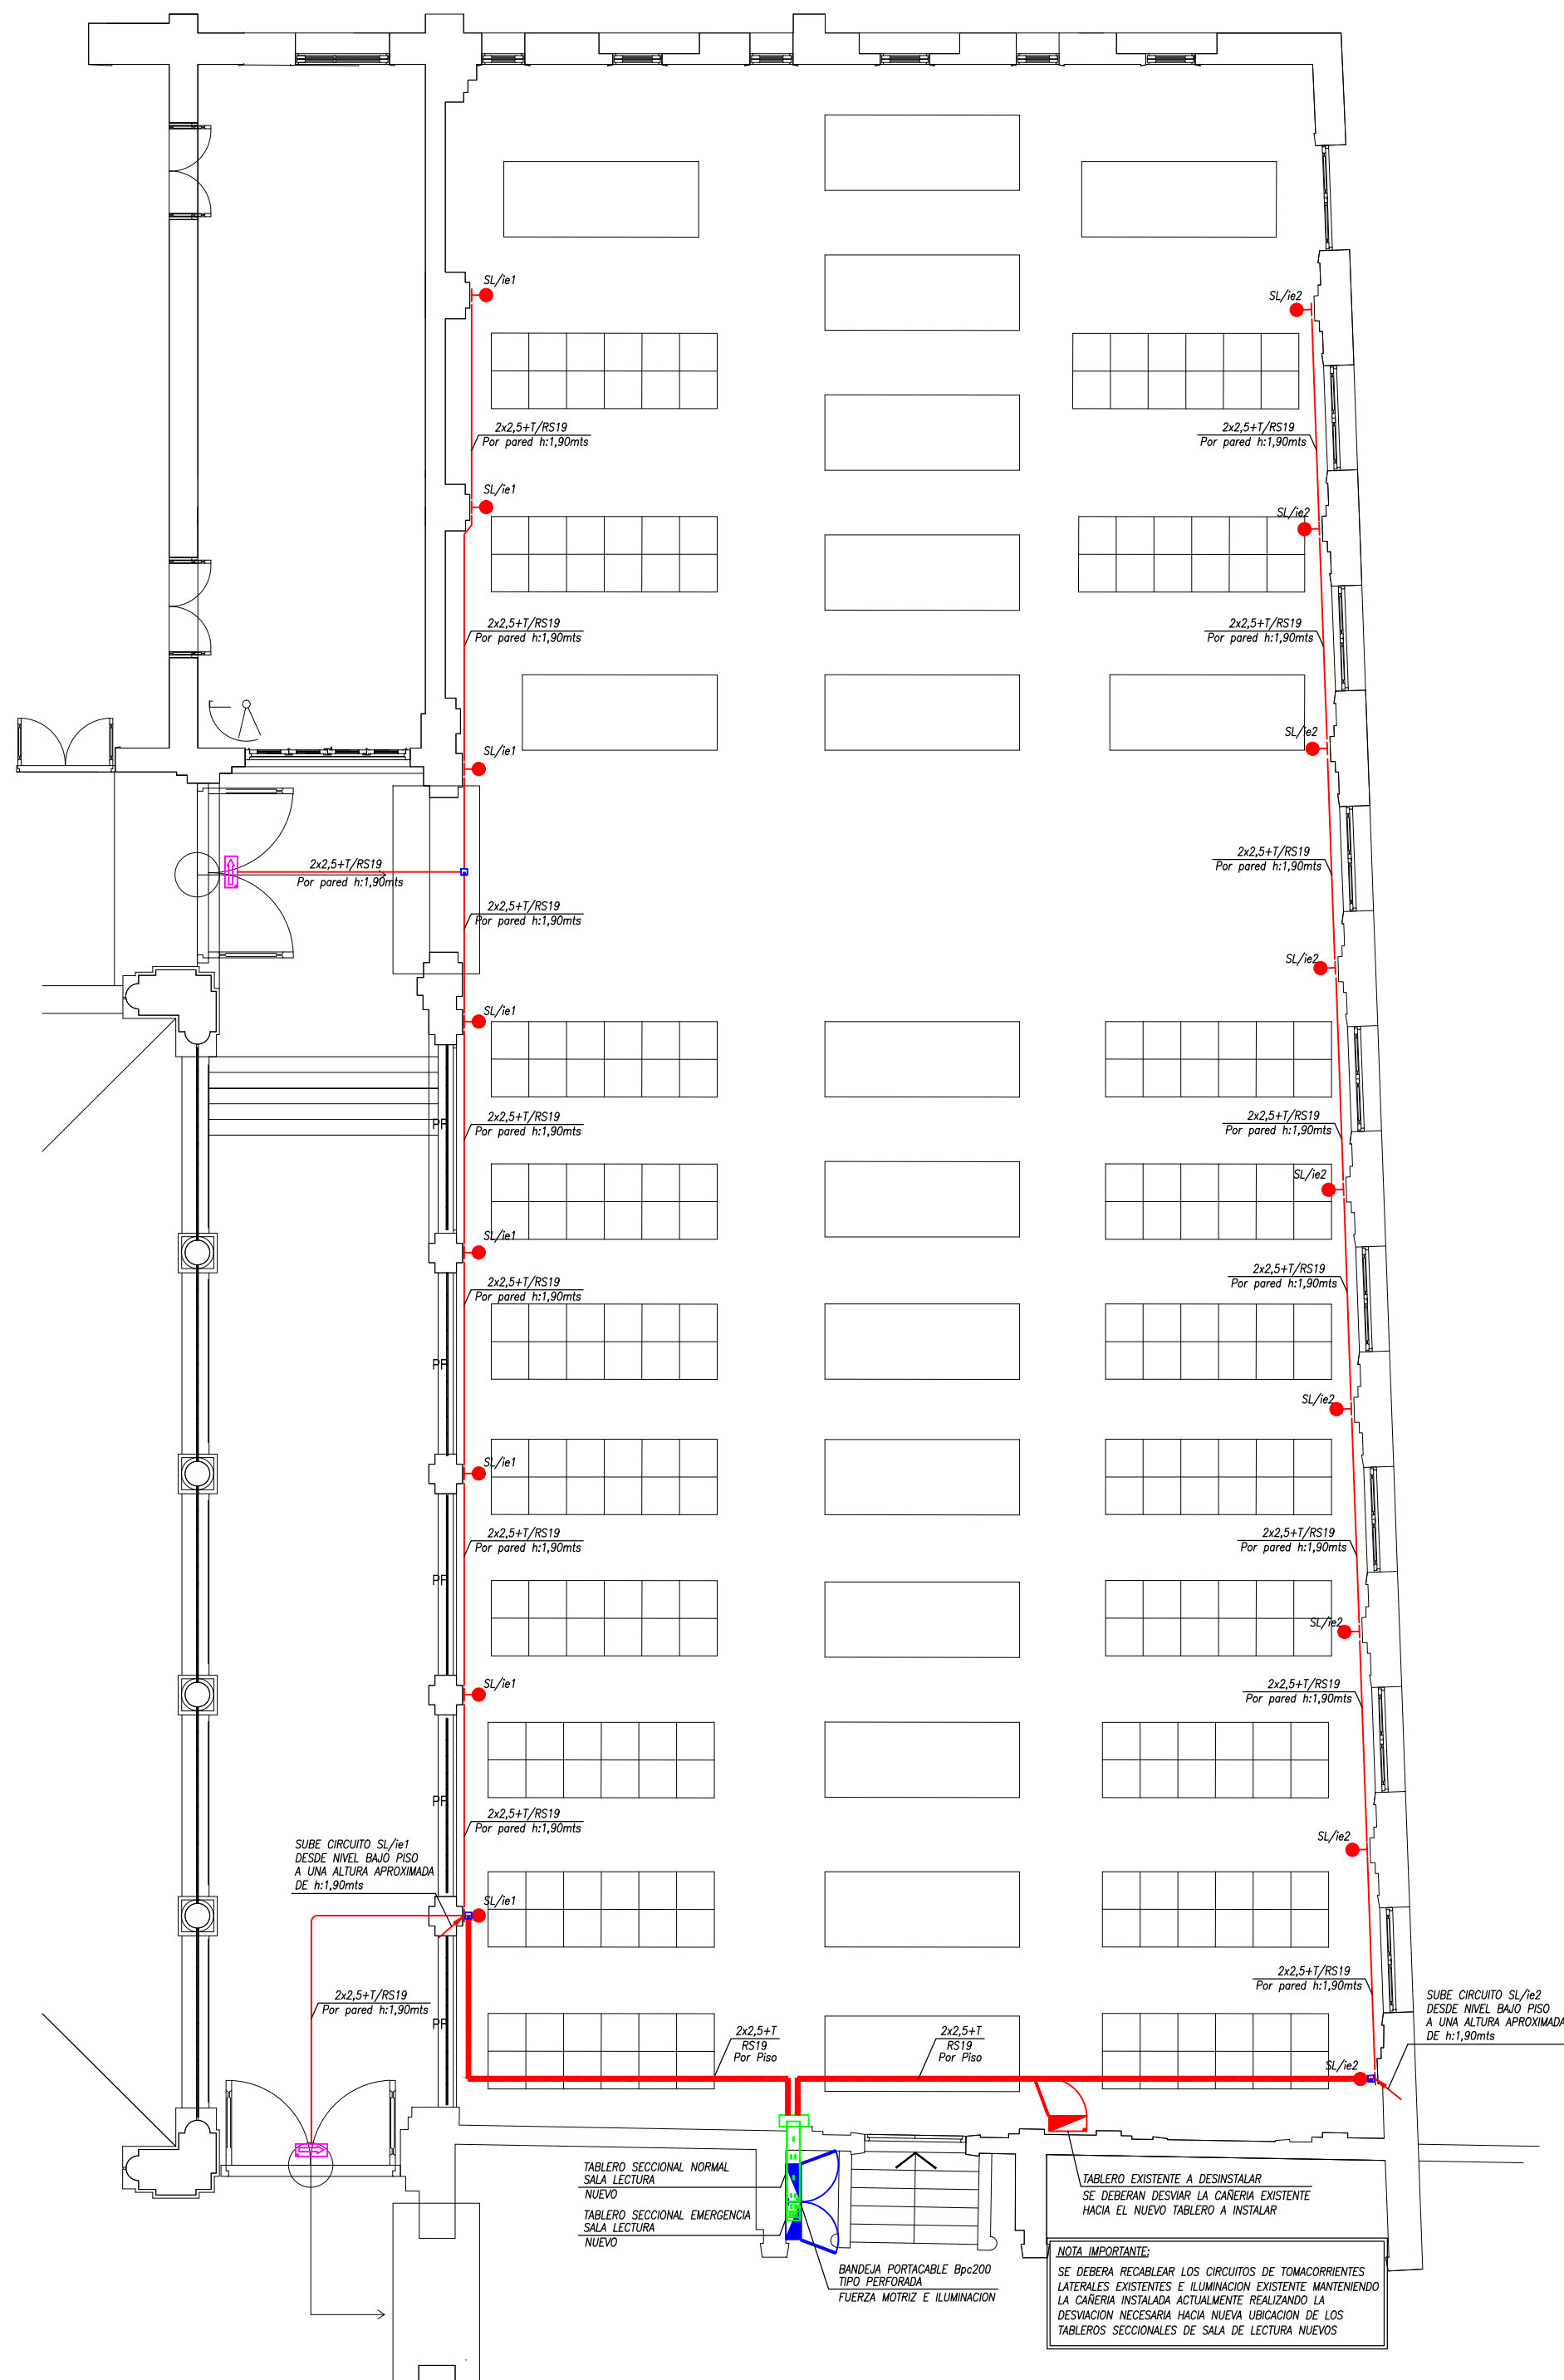 SL/ie1
SL/ie2
2x2,5+T/RS19
Por pared h:1,90mts
2x2,5+T/RS19
Por pared h:1,90mts
SL/ie1
SL/ie2
2x2,5+T/RS19
Por pared h:1,90mts
2x2,5+T/RS19
Por pared h:1,90mts
SL/ie1
SL/ie2
2x2,5+T/RS19
Por pared h:1,90mts
2x2,5+T/RS19
Por pared h:1,90mts
2x2,5+T/RS19
Por pared h:1,90mts
SL/ie2
SL/ie1
PF
2x2,5+T/RS19
Por pared h:1,90mts
2x2,5+T/RS19
Por pared h:1,90mts
SL/ie2
SL/ie1
2x2,5+T/RS19
Por pared h:1,90mts
2x2,5+T/RS19
Por pared h:1,90mts
PF
SL/ie2
SL/ie1
2x2,5+T/RS19
Por pared h:1,90mts
2x2,5+T/RS19
Por pared h:1,90mts
PF
SL/ie2
SL/ie1
2x2,5+T/RS19
Por pared h:1,90mts
PF
2x2,5+T/RS19
Por pared h:1,90mts
SL/ie2
SUBE CIRCUITO SL/ie1
DESDE NIVEL BAJO PISO
A UNA ALTURA APROXIMADA
DE h:1,90mts
SL/ie1
2x2,5+T/RS19
Por pared h:1,90mts
2x2,5+T/RS19
Por pared h:1,90mts
PF
SUBE CIRCUITO SL/ie2
DESDE NIVEL BAJO PISO
A UNA ALTURA APROXIMADA
DE h:1,90mts
2x2,5+T
RS19
Por Piso
2x2,5+T
RS19
Por Piso
SL/ie2
TABLERO SECCIONAL NORMAL
SALA LECTURA
NUEVO
TABLERO SECCIONAL EMERGENCIA
SALA LECTURA
NUEVO
TABLERO EXISTENTE A DESINSTALAR
SE DEBERAN DESVIAR LA CAÑERIA EXISTENTE
HACIA EL NUEVO TABLERO A INSTALAR
BANDEJA PORTACABLE Bpc200
TIPO PERFORADA
FUERZA MOTRIZ E ILUMINACION
NOTA IMPORTANTE:
SE DEBERA RECABLEAR LOS CIRCUITOS DE TOMACORRIENTES
LATERALES EXISTENTES E ILUMINACION EXISTENTE MANTENIENDO
LA CAÑERIA INSTALADA ACTUALMENTE REALIZANDO LA
DESVIACION NECESARIA HACIA NUEVA UBICACION DE LOS
TABLEROS SECCIONALES DE SALA DE LECTURA NUEVOS